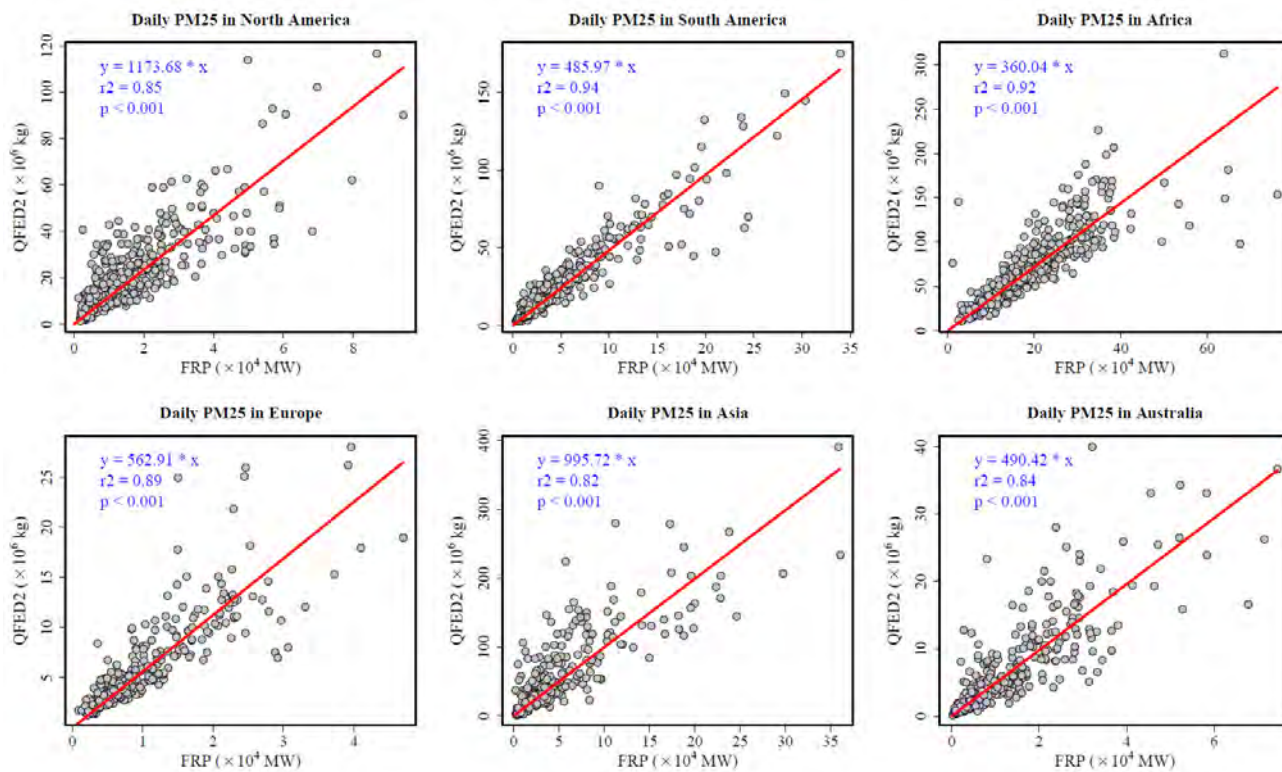 Daily PM25 in North America
y = 1173.68 * x
r2 = 0.85
p < 0.001
QFED2 (×10⁶ kg)
0 20 40 60 80 100 120
0 2 4 6 8
FRP (×10⁴ MW)
Daily PM25 in South America
y = 485.97 * x
r2 = 0.94
p < 0.001
QFED2 (×10⁶ kg)
0 50 100 150
0 5 10 15 20 25 30 35
FRP (×10⁴ MW)
Daily PM25 in Africa
y = 360.04 * x
r2 = 0.92
p < 0.001
QFED2 (×10⁶ kg)
0 50 100 150 200 250 300
0 20 40 60
FRP (×10⁴ MW)
Daily PM25 in Europe
y = 562.91 * x
r2 = 0.89
p < 0.001
QFED2 (×10⁶ kg)
5 10 15 20 25
0 1 2 3 4
FRP (×10⁴ MW)
Daily PM25 in Asia
y = 995.72 * x
r2 = 0.82
p < 0.001
QFED2 (×10⁶ kg)
0 100 200 300 400
0 5 10 15 20 25 30 35
FRP (×10⁴ MW)
Daily PM25 in Australia
y = 490.42 * x
r2 = 0.84
p < 0.001
QFED2 (×10⁶ kg)
0 10 20 30 40
0 2 4 6
FRP (×10⁴ MW)